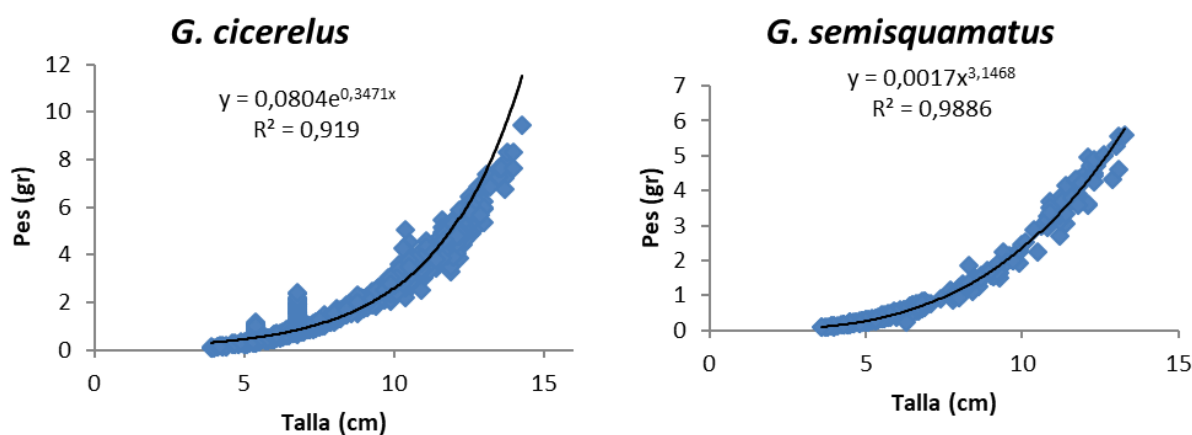 G. cicerelus
y = 0,0804e^0,3471x
R² = 0,919
Pes (gr)
12
10
8
6
4
2
0
0 5 10 15
Talla (cm)
G. semisquamatus
y = 0,0017x^3,1468
R² = 0,9886
Pes (gr)
7
6
5
4
3
2
1
0
0 5 10 15
Talla (cm)